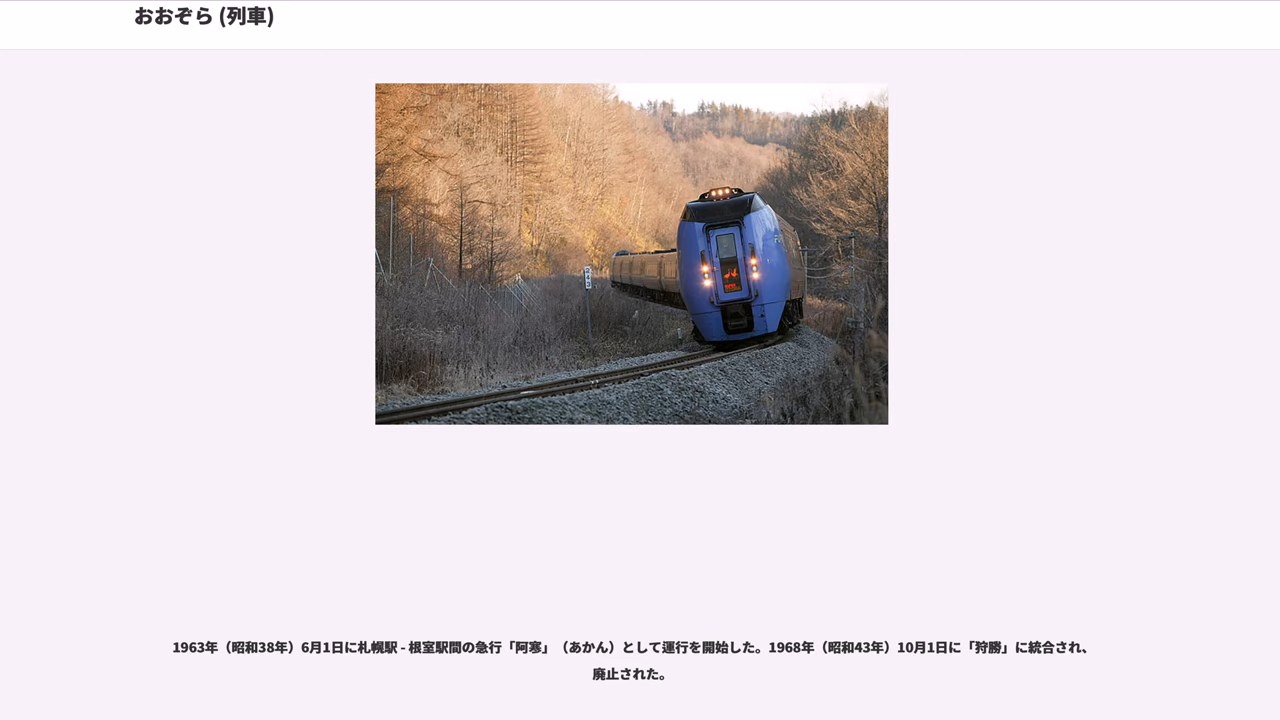 おおぞら (列車)
1963年（昭和38年）6月1日に札幌駅 - 根室駅間の急行「阿寒」（あかん）として運行を開始した。1968年（昭和43年）10月1日に「狩勝」に統合され、
廃止された。